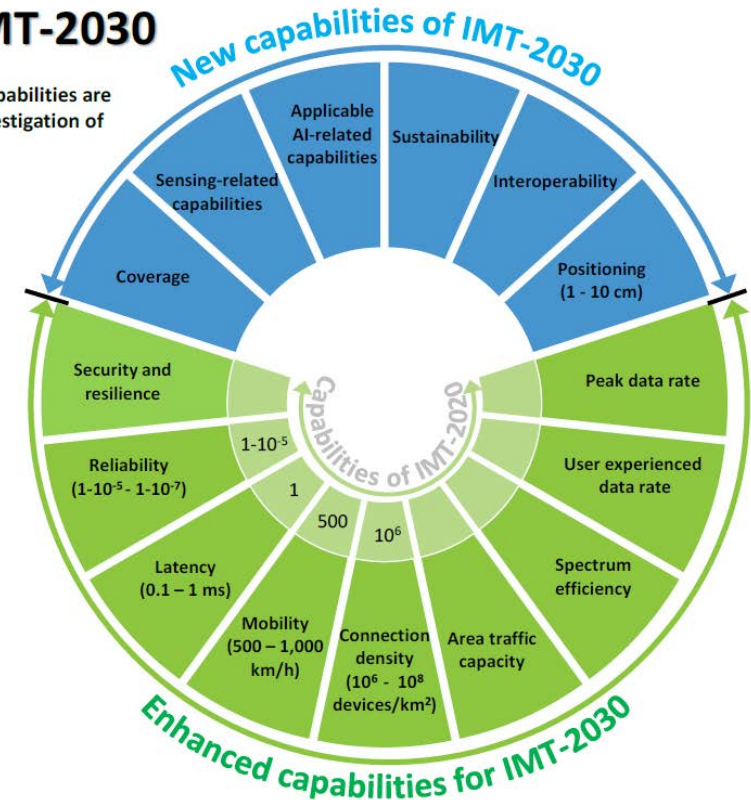 MT-2030
pabilities are
estigation of
New capabilities of IMT-2030
Coverage
Sensing-related
capabilities
Applicable
AI-related
capabilities
Sustainability
Interoperability
Positioning
(1 - 10 cm)
Security and
resilience
Reliability
(1-10⁻⁵ - 1-10⁻⁷)
Latency
(0.1 – 1 ms)
Mobility
(500 – 1,000
km/h)
Connection
density
(10⁶ - 10⁸
devices/km²)
Area traffic
capacity
Spectrum
efficiency
User experienced
data rate
Peak data rate
1-10⁻⁵
1
500
10⁶
Capabilities of IMT-2020
Enhanced capabilities for IMT-2030